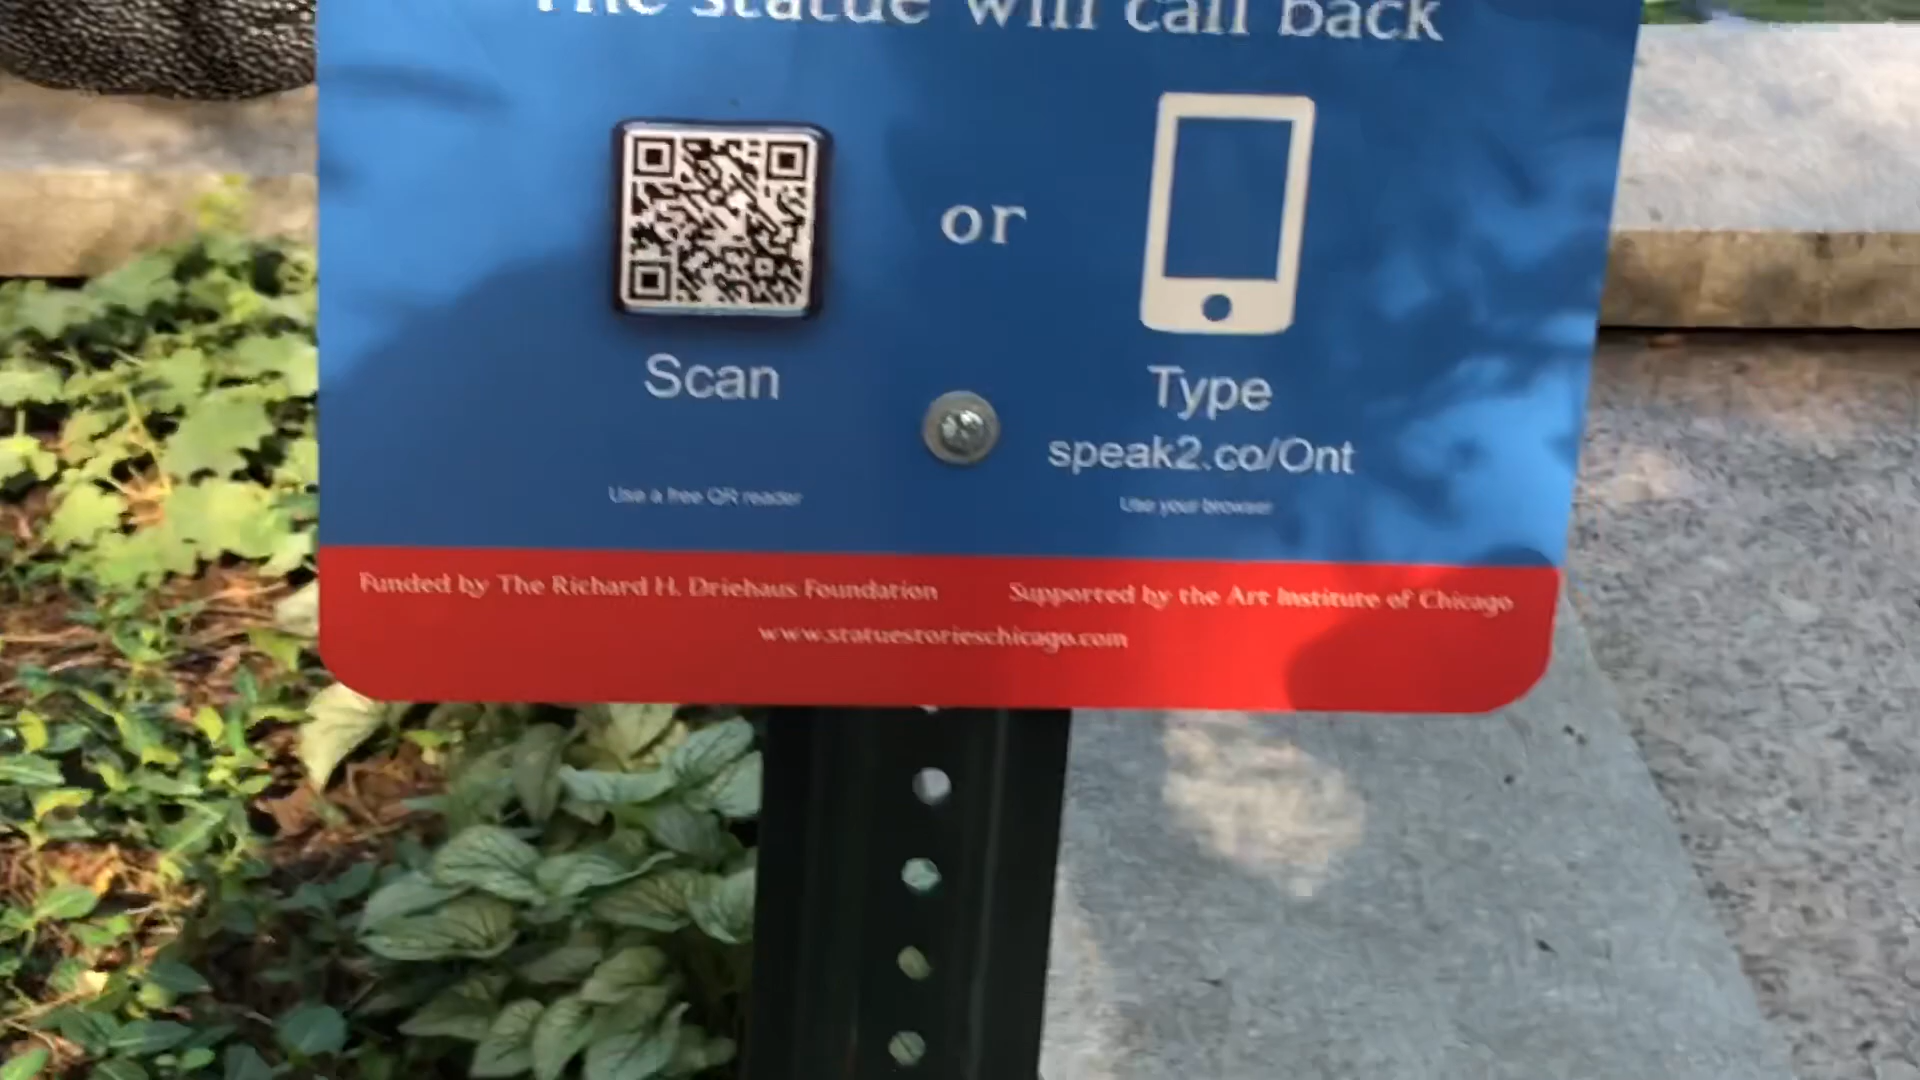 The statue will call back
or
Scan
Type
speak2.co/Ont
Use a free QR reader
Use your browser
Funded by The Richard H. Driehaus Foundation
Supported by the Art Institute of Chicago
www.statuestorieschicago.com